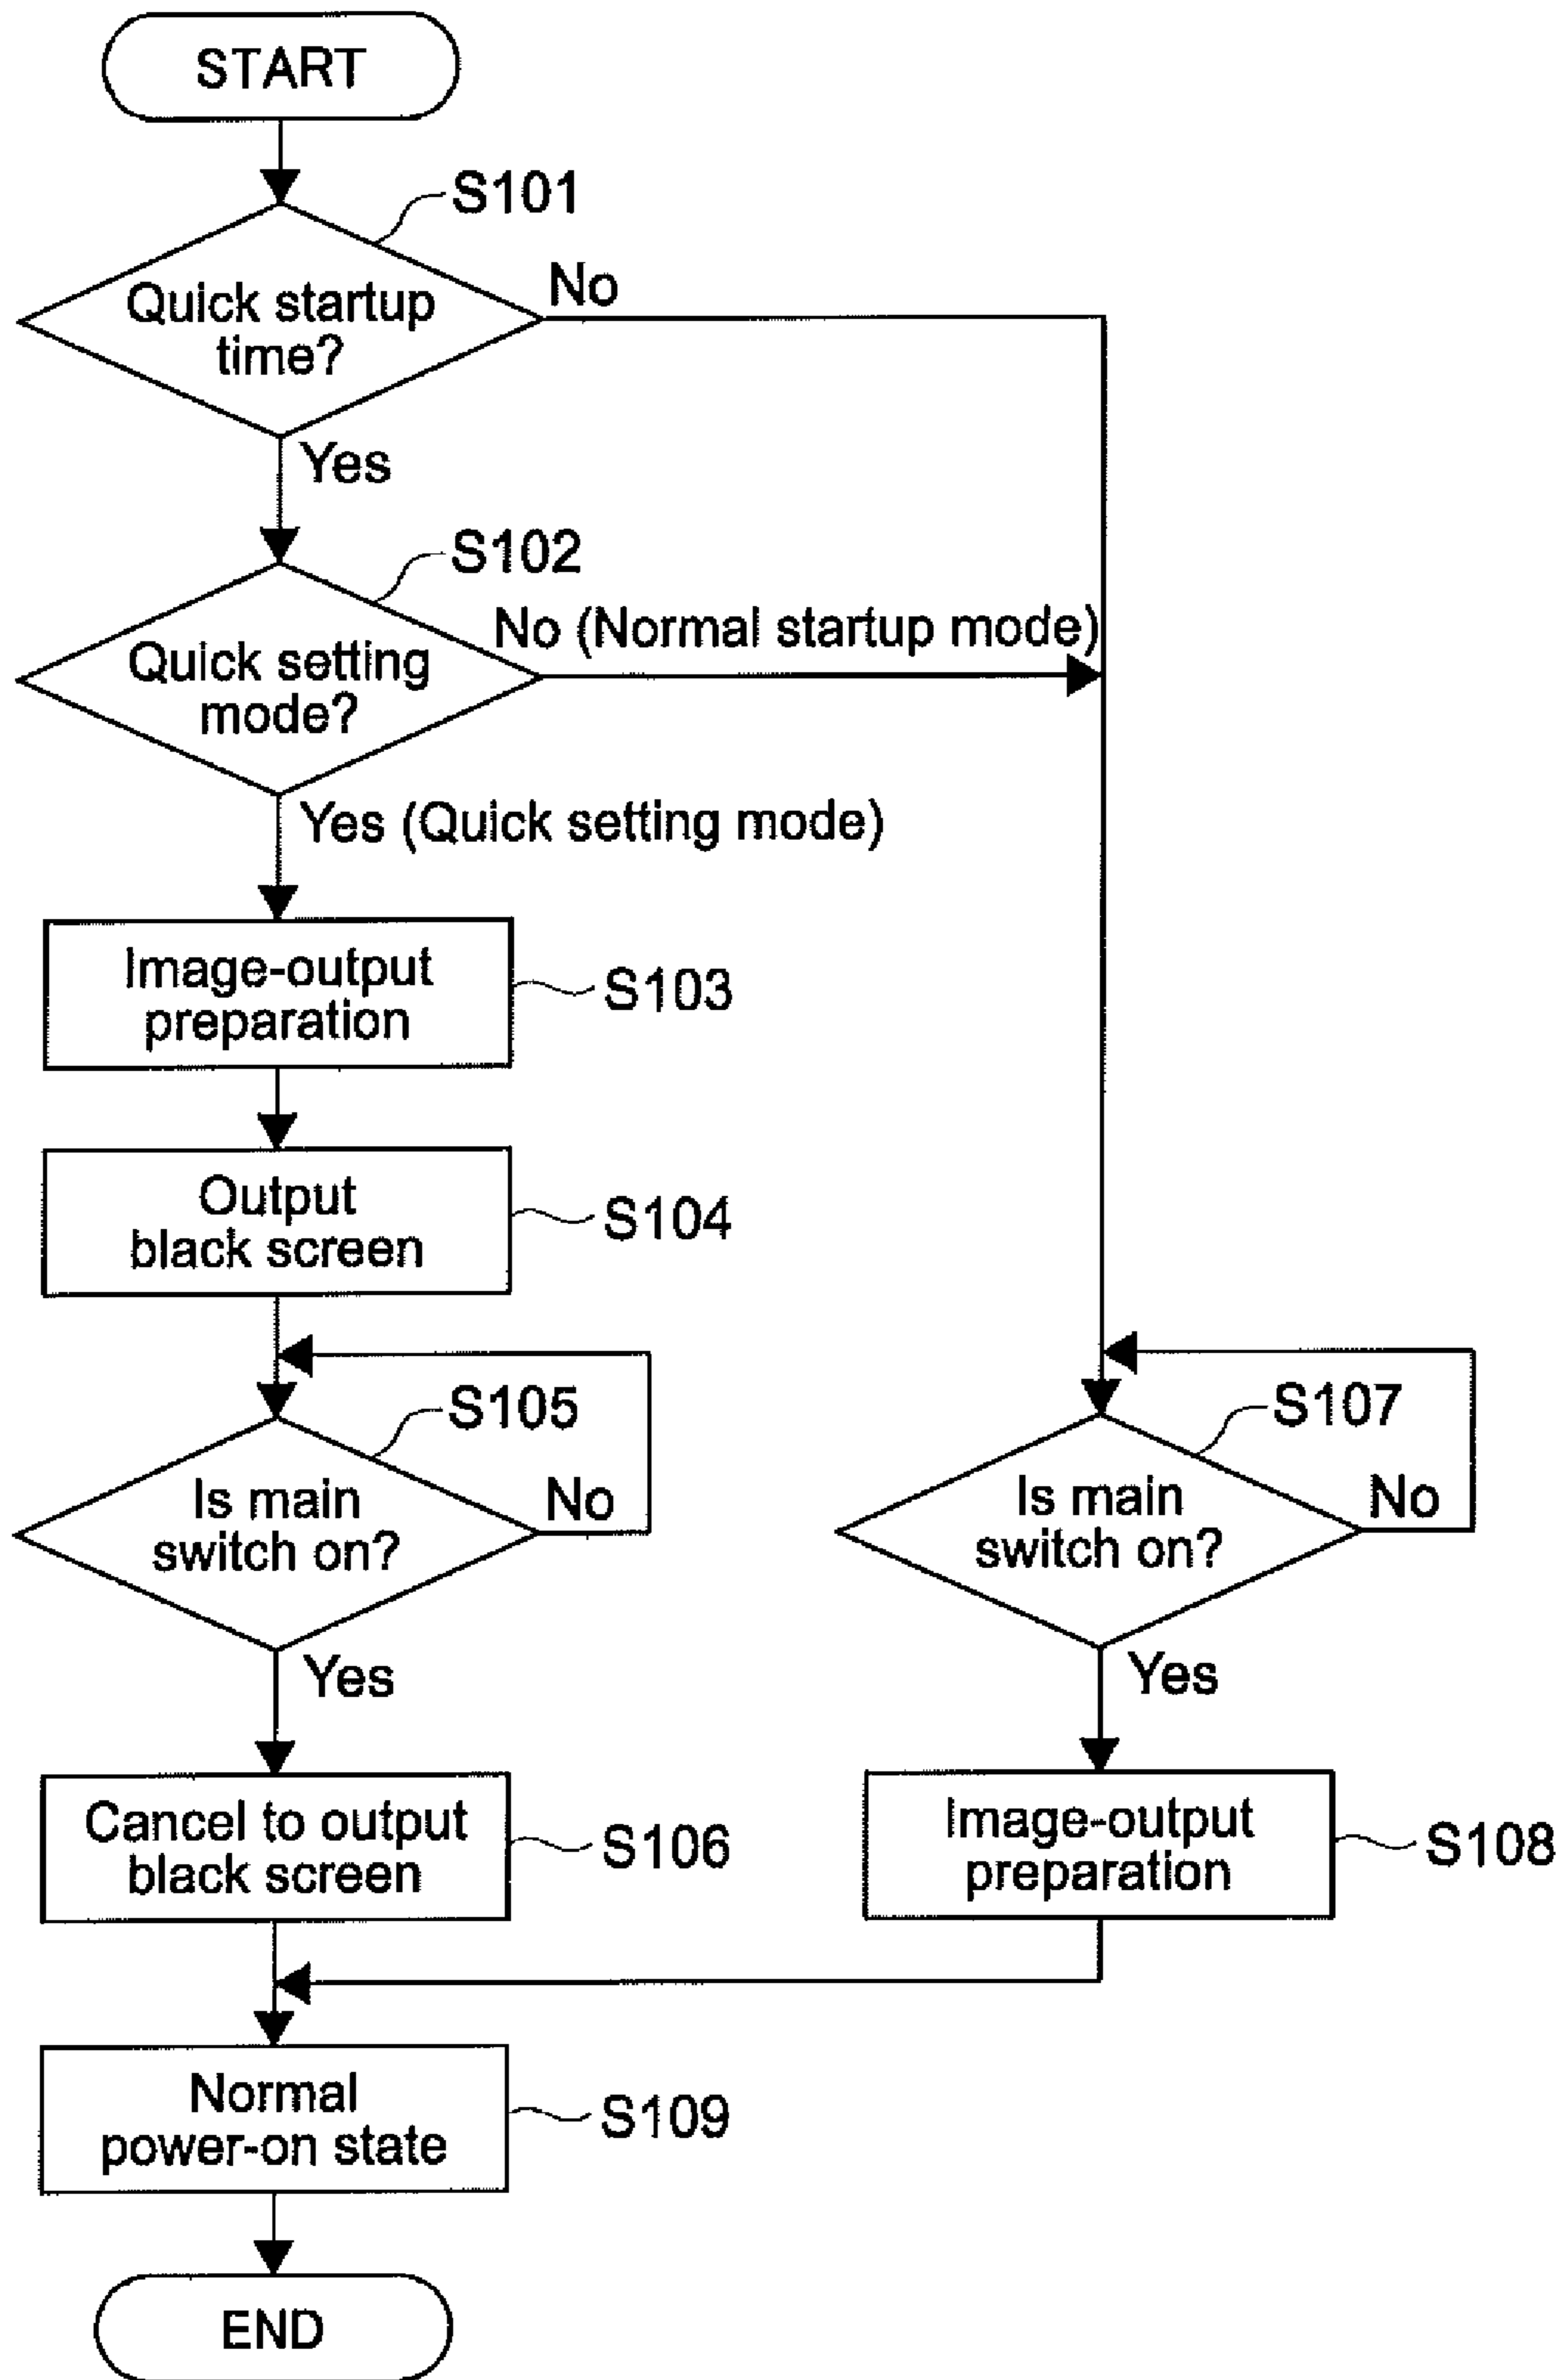 START
S101
Quick startup
time?
No
Yes
S102
Quick setting
mode?
No (Normal startup mode)
Yes (Quick setting mode)
Image-output
preparation
S103
Output
black screen
S104
S105
Is main
switch on?
No
Yes
Cancel to output
black screen
S106
S107
Is main
switch on?
No
Yes
Image-output
preparation
S108
Normal
power-on state
S109
END